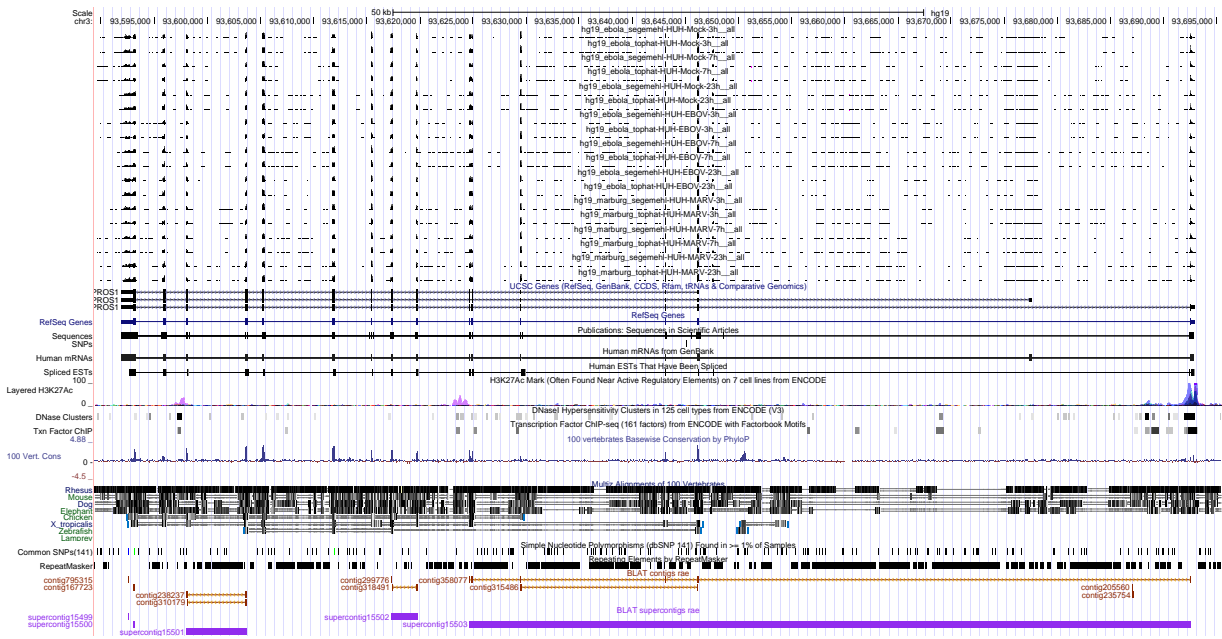 Scale 50 kb hg19
chr3: 93,595,000 93,600,000 93,605,000 93,610,000 93,615,000 93,620,000 93,625,000 93,630,000 93,635,000 93,640,000 93,645,000 93,650,000 93,655,000 93,660,000 93,665,000 93,670,000 93,675,000 93,680,000 93,685,000 93,690,000 93,695,000
hg19_ebola_segemehl-HUH-Mock-3h__all
hg19_ebola_tophat-HUH-Mock-3h__all
hg19_ebola_segemehl-HUH-Mock-7h__all
hg19_ebola_tophat-HUH-Mock-7h__all
hg19_ebola_segemehl-HUH-Mock-23h__all
hg19_ebola_tophat-HUH-Mock-23h__all
hg19_ebola_segemehl-HUH-EBOV-3h__all
hg19_ebola_tophat-HUH-EBOV-3h__all
hg19_ebola_segemehl-HUH-EBOV-7h__all
hg19_ebola_tophat-HUH-EBOV-7h__all
hg19_ebola_segemehl-HUH-EBOV-23h__all
hg19_ebola_tophat-HUH-EBOV-23h__all
hg19_marburg_segemehl-HUH-MARV-3h__all
hg19_marburg_tophat-HUH-MARV-3h__all
hg19_marburg_segemehl-HUH-MARV-7h__all
hg19_marburg_tophat-HUH-MARV-7h__all
hg19_marburg_segemehl-HUH-MARV-23h__all
hg19_marburg_tophat-HUH-MARV-23h__all
UCSC Genes (RefSeq, GenBank, CCDS, Rfam, tRNAs & Comparative Genomics)
PROS1
PROS1
PROS1
RefSeq Genes
RefSeq Genes
Publications: Sequences in Scientific Articles
Sequences
SNPs
Human mRNAs from GenBank
Human mRNAs
Human ESTs That Have Been Spliced
Spliced ESTs
H3K27Ac Mark (Often Found Near Active Regulatory Elements) on 7 cell lines from ENCODE
100
Layered H3K27Ac
0
DNaseI Hypersensitivity Clusters in 125 cell types from ENCODE (V3)
DNase Clusters
Transcription Factor ChIP-seq (161 factors) from ENCODE with Factorbook Motifs
Txn Factor ChIP
100 vertebrates Basewise Conservation by PhyloP
4.88
100 Vert. Cons
0
-4.5
Multiz Alignments of 100 Vertebrates
Rhesus
Mouse
Dog
Elephant
Chicken
X_tropicalis
Zebrafish
Lamprey
Simple Nucleotide Polymorphisms (dbSNP 141) Found in >= 1% of Samples
Common SNPs(141)
Repeating Elements by RepeatMasker
RepeatMasker
BLAT contigs rae
contig795315 contig299776 contig358077
contig167723 contig318491 contig315486 contig205560
contig238237 contig235754
contig310179
BLAT supercontigs rae
supercontig15499 supercontig15502
supercontig15500 supercontig15503
supercontig15501